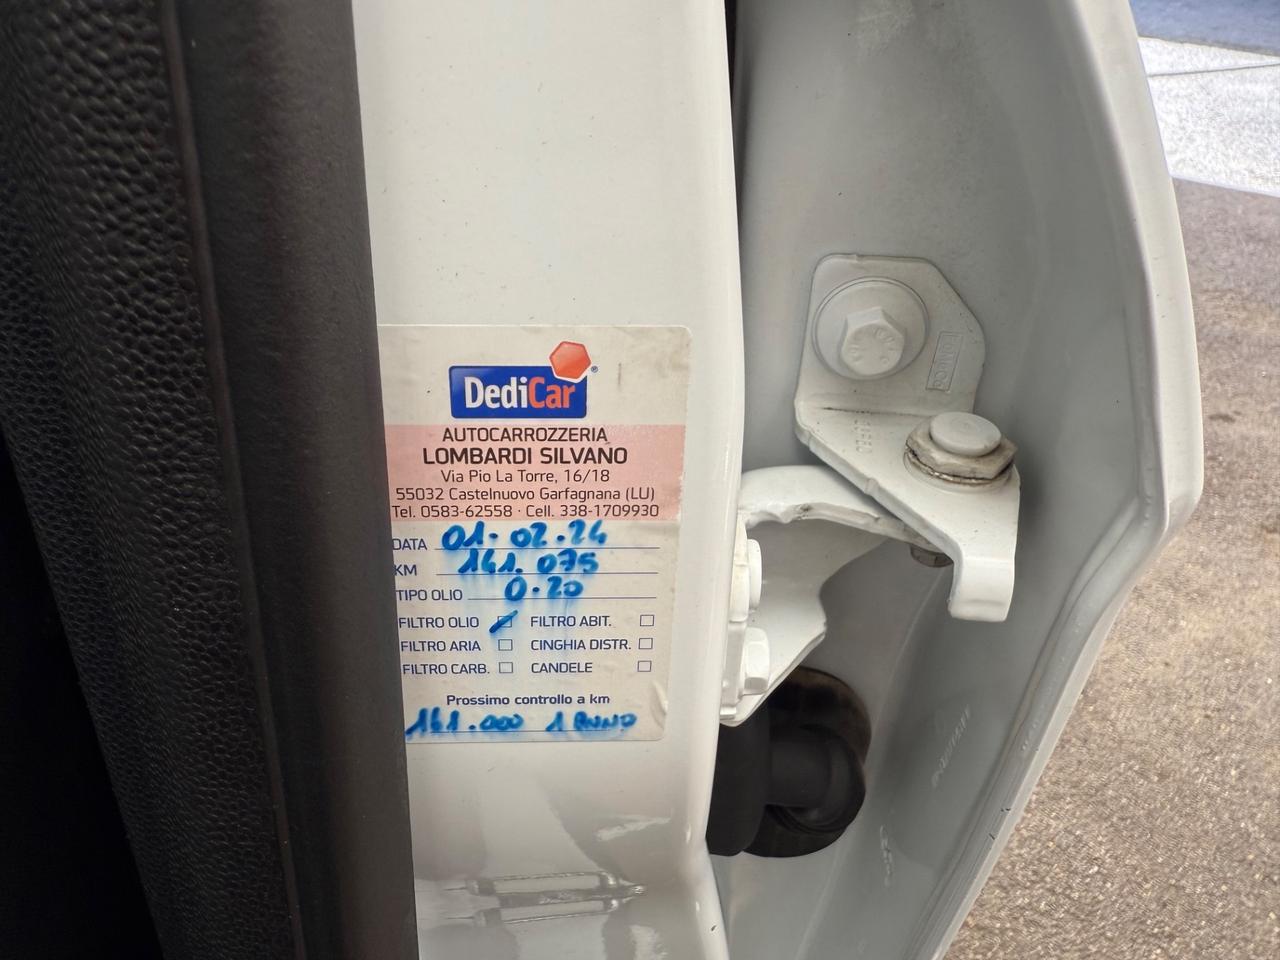 DediCar®
AUTOCARROZZERIA
LOMBARDI SILVANO
Via Pio La Torre, 16/18
55032 Castelnuovo Garfagnana (LU)
Tel. 0583-62558 · Cell. 338-1709930
DATA 01-02-24
KM 141.075
TIPO OLIO 0-20
FILTRO OLIO FILTRO ABIT.
FILTRO ARIA CINGHIA DISTR.
FILTRO CARB. CANDELE
Prossimo controllo a km
161.000 1 ANNO